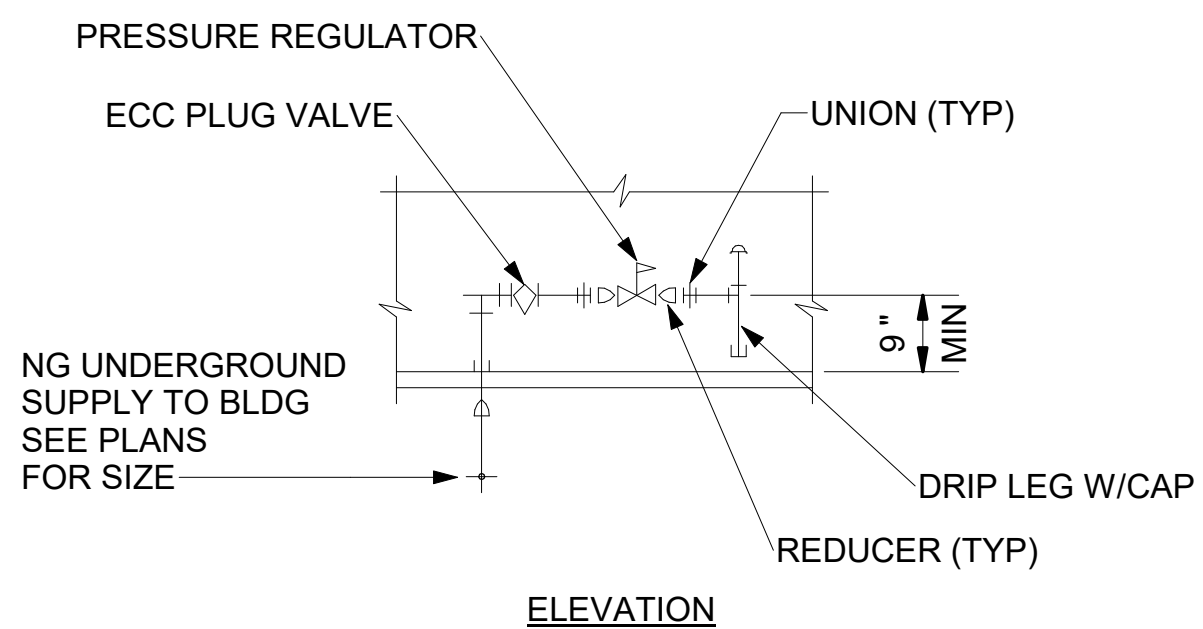 PRESSURE REGULATOR
ECC PLUG VALVE
UNION (TYP)
9"
MIN
NG UNDERGROUND
SUPPLY TO BLDG
SEE PLANS
FOR SIZE
DRIP LEG W/CAP
REDUCER (TYP)
ELEVATION